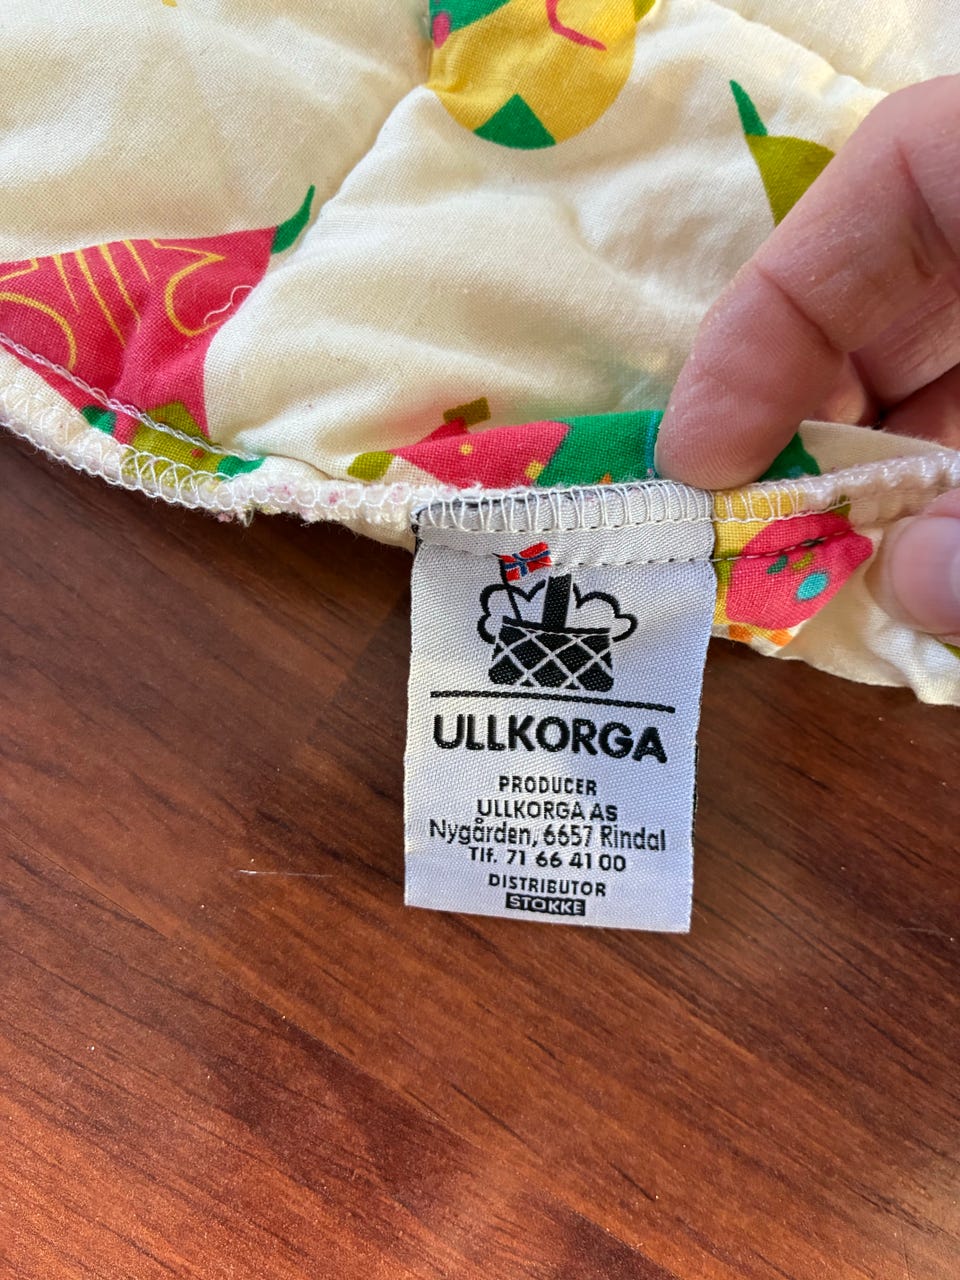 ULLKORGA
PRODUCER
ULLKORGA AS
Nygården, 6657 Rindal
Tlf. 71 66 41 00
DISTRIBUTOR
STOKKE